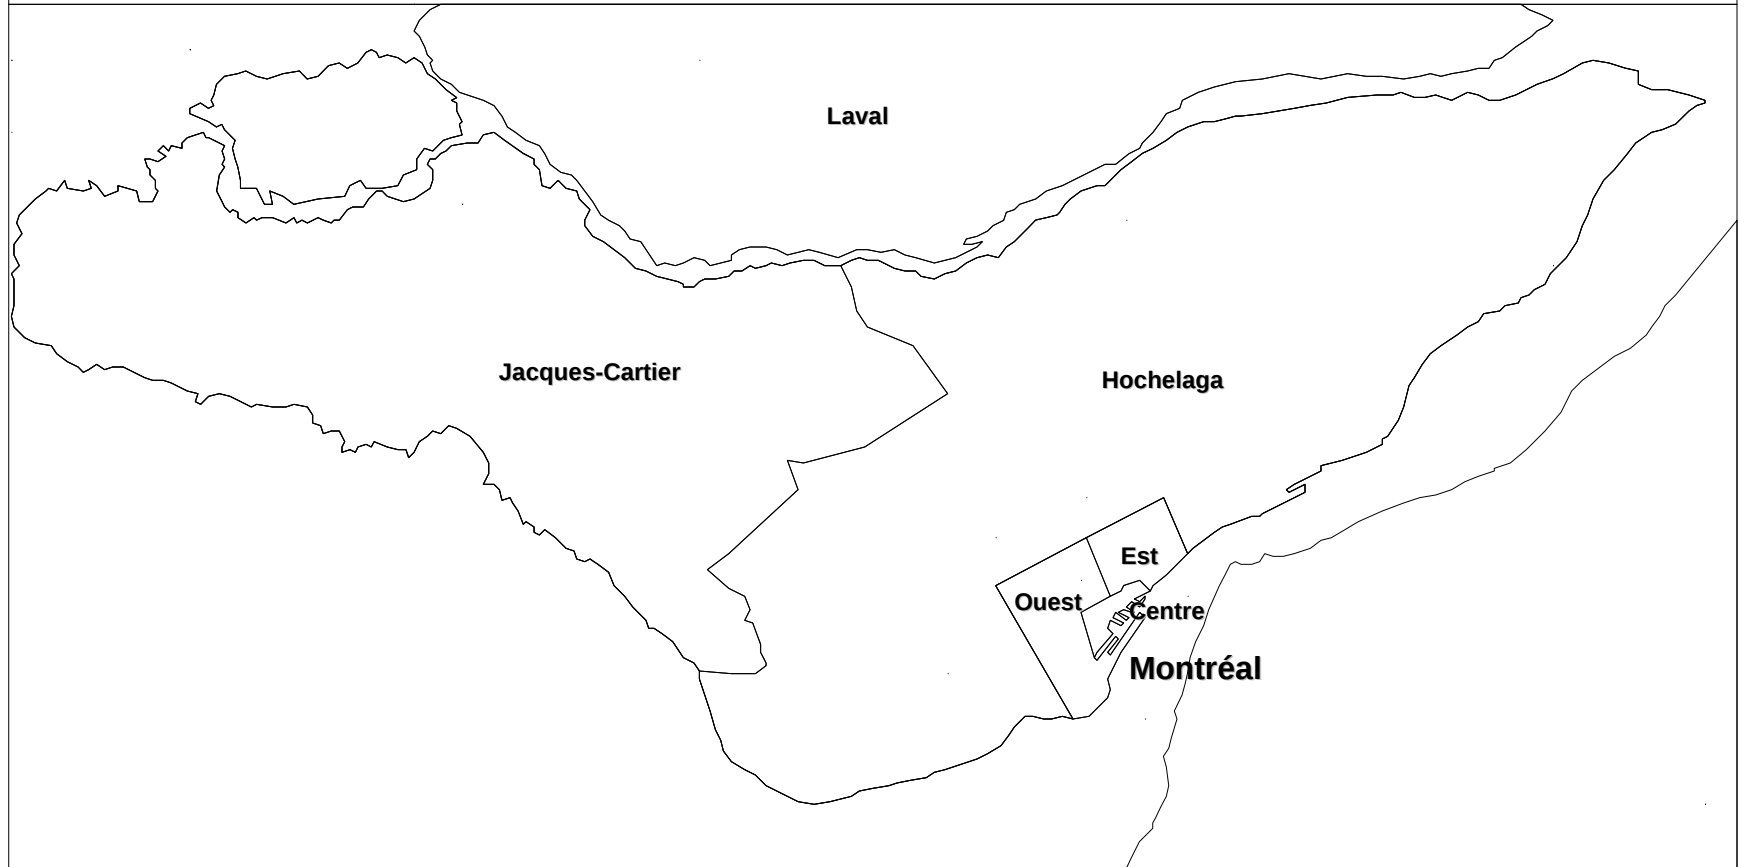 Laval
Jacques-Cartier
Hochelaga
Est
Ouest
Centre
Montréal